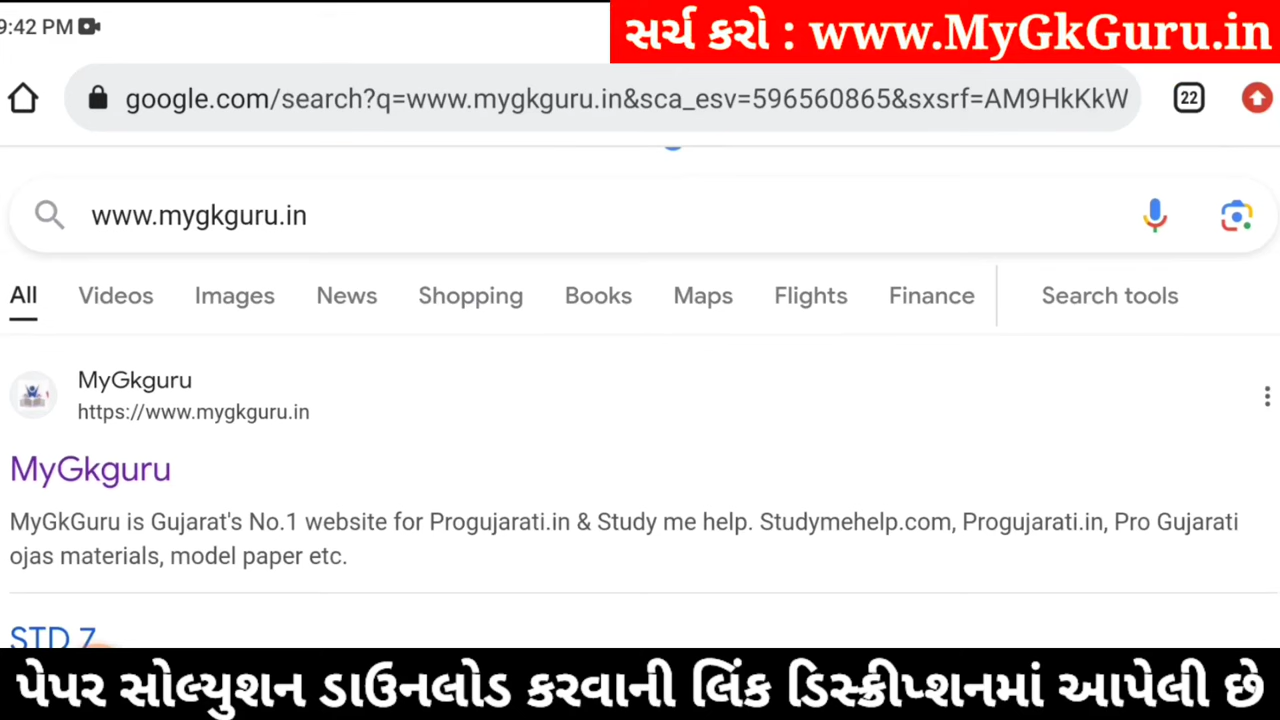 9:42 PM
સર્ચ કરો : www.MyGkGuru.in
google.com/search?q=www.mygkguru.in&sca_esv=596560865&sxsrf=AM9HkKkW
22
www.mygkguru.in
All Videos Images News Shopping Books Maps Flights Finance Search tools
MyGkguru
https://www.mygkguru.in
MyGkguru
MyGkGuru is Gujarat's No.1 website for Progujarati.in & Study me help. Studymehelp.com, Progujarati.in, Pro Gujarati
ojas materials, model paper etc.
STD 7
પેપર સોલ્યુશન ડાઉનલોડ કરવાની લિંક ડિસ્ક્રીપ્શનમાં આપેલી છે